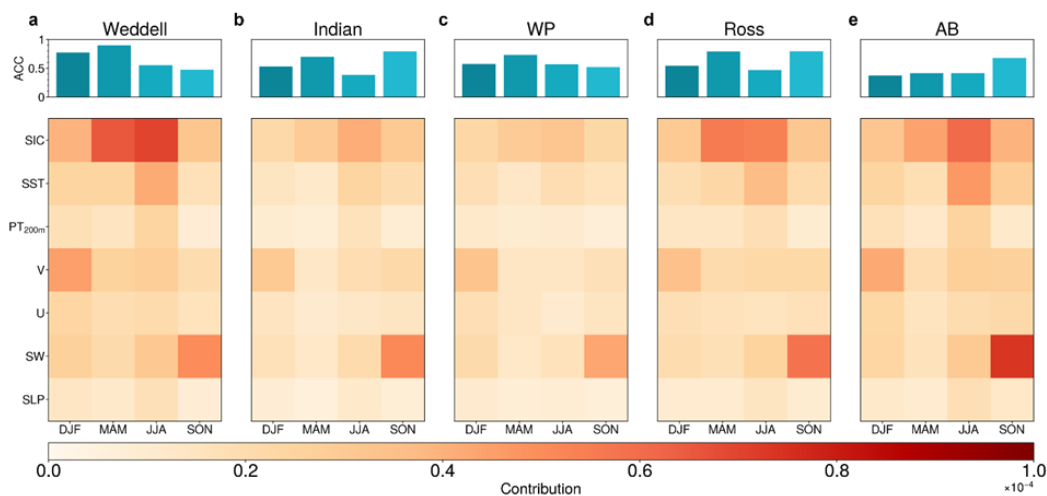 a Weddell b Indian c WP d Ross e AB
1
0.5
0
ACC
SIC
SST
PT200m
V
U
SW
SLP
DJF MAM JJA SON DJF MAM JJA SON DJF MAM JJA SON DJF MAM JJA SON DJF MAM JJA SON
0.0 0.2 0.4 0.6 0.8 1.0
×10⁻⁴
Contribution